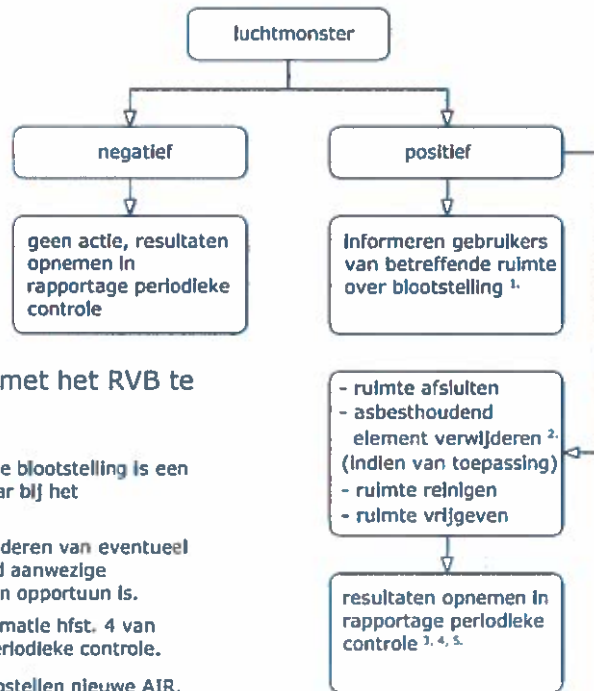 luchtmonster
negatief
positief
geen actie, resultaten
opnemen in
rapportage periodieke
controle
informeren gebruikers
van betreffende ruimte
over blootstelling 1.
met het RVB te
e blootstelling is een
ar bij het
deren van eventueel
d aanwezige
n opportuun is.
matie hfst. 4 van
eriodieke controle.
ostellen nieuwe AIR.
- ruimte afsluiten
- asbesthoudend
element verwijderen 2.
(indien van toepassing)
- ruimte reinigen
- ruimte vrijgeven
resultaten opnemen in
rapportage periodieke
controle 3, 4, 5.